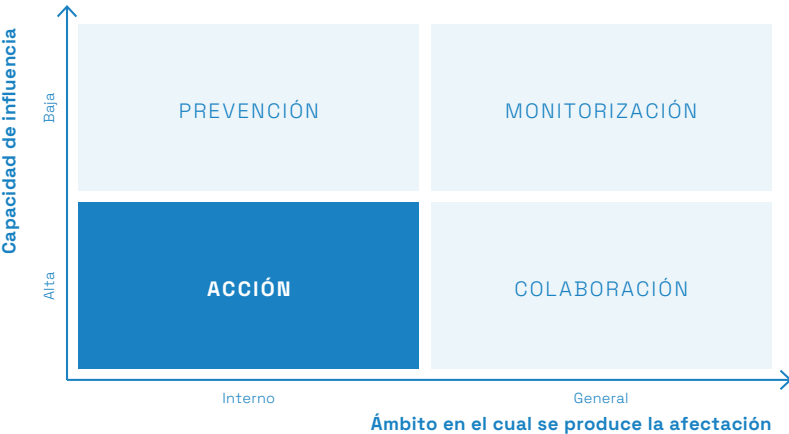 Capacidad de influencia
Baja
Alta
PREVENCIÓN
MONITORIZACIÓN
ACCIÓN
COLABORACIÓN
Interno
General
Ámbito en el cual se produce la afectación